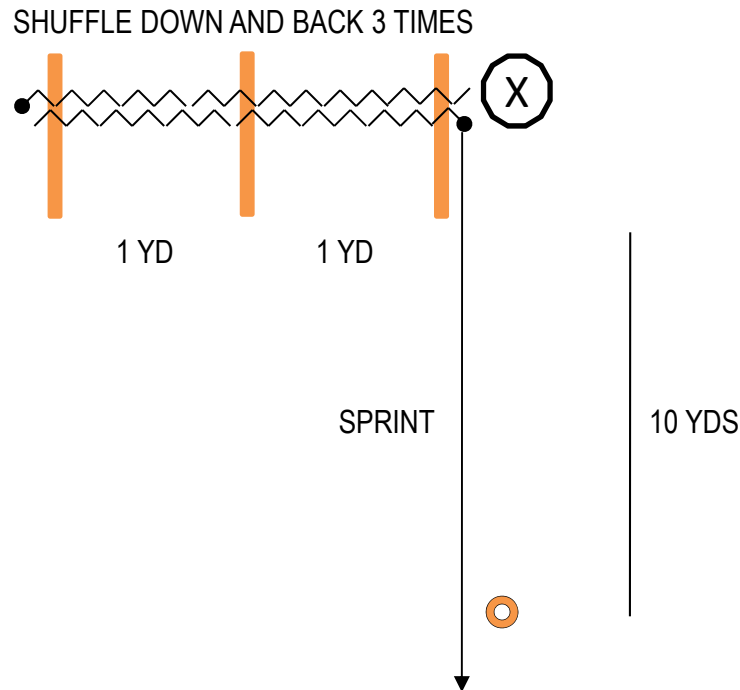 SHUFFLE DOWN AND BACK 3 TIMES
X
1 YD 1 YD
SPRINT 10 YDS